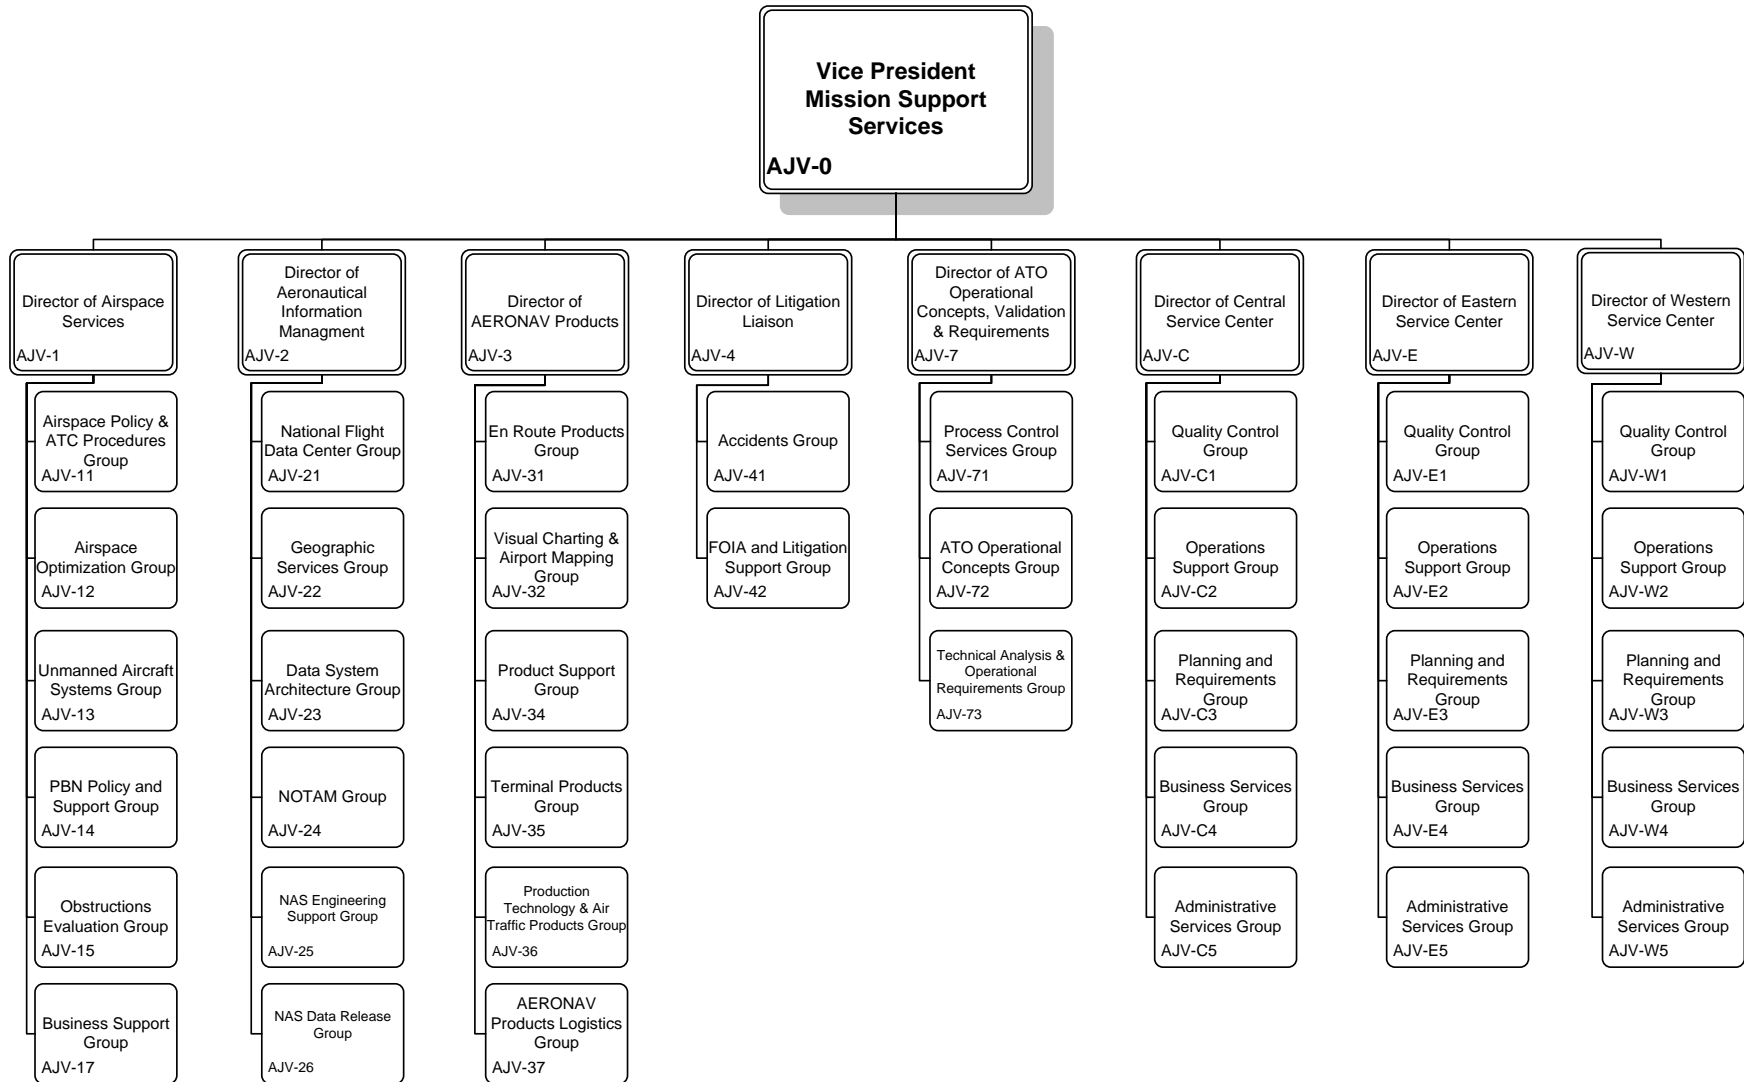 Vice President
Mission Support
Services
AJV-0
Director of Airspace
Services
AJV-1
Director of
Aeronautical
Information
Managment
AJV-2
Director of
AERONAV Products
AJV-3
Director of Litigation
Liaison
AJV-4
Director of ATO
Operational
Concepts, Validation
& Requirements
AJV-7
Director of Central
Service Center
AJV-C
Director of Eastern
Service Center
AJV-E
Director of Western
Service Center
AJV-W
Airspace Policy &
ATC Procedures
Group
AJV-11
Airspace
Optimization Group
AJV-12
Unmanned Aircraft
Systems Group
AJV-13
PBN Policy and
Support Group
AJV-14
Obstructions
Evaluation Group
AJV-15
Business Support
Group
AJV-17
National Flight
Data Center Group
AJV-21
Geographic
Services Group
AJV-22
Data System
Architecture Group
AJV-23
NOTAM Group
AJV-24
NAS Engineering
Support Group
AJV-25
NAS Data Release
Group
AJV-26
En Route Products
Group
AJV-31
Visual Charting &
Airport Mapping
Group
AJV-32
Product Support
Group
AJV-34
Terminal Products
Group
AJV-35
Production
Technology & Air
Traffic Products Group
AJV-36
AERONAV
Products Logistics
Group
AJV-37
Accidents Group
AJV-41
FOIA and Litigation
Support Group
AJV-42
Process Control
Services Group
AJV-71
ATO Operational
Concepts Group
AJV-72
Technical Analysis &
Operational
Requirements Group
AJV-73
Quality Control
Group
AJV-C1
Operations
Support Group
AJV-C2
Planning and
Requirements
Group
AJV-C3
Business Services
Group
AJV-C4
Administrative
Services Group
AJV-C5
Quality Control
Group
AJV-E1
Operations
Support Group
AJV-E2
Planning and
Requirements
Group
AJV-E3
Business Services
Group
AJV-E4
Administrative
Services Group
AJV-E5
Quality Control
Group
AJV-W1
Operations
Support Group
AJV-W2
Planning and
Requirements
Group
AJV-W3
Business Services
Group
AJV-W4
Administrative
Services Group
AJV-W5